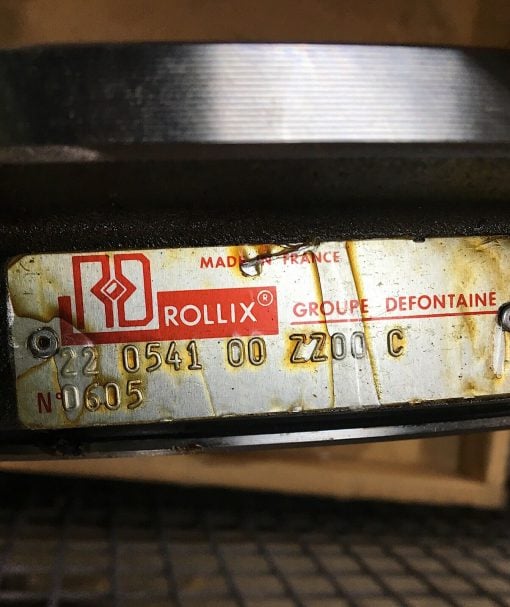 MADE IN FRANCE
ROLLIX® GROUPE DEFONTAINE
22 0541 00 ZZ00 C
N° 0605